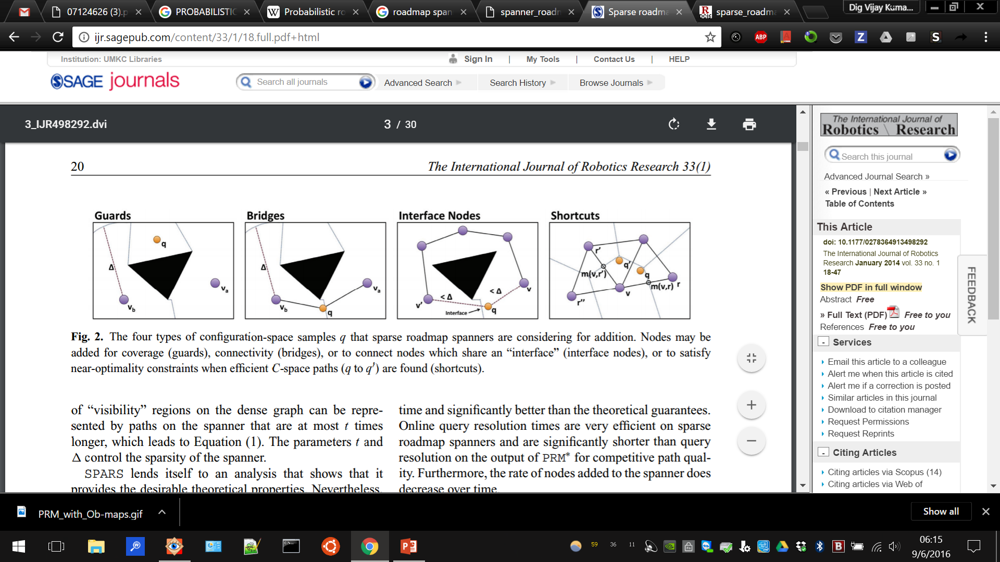 07124626 (3).p
PROBABILISTIC
Probabilistic ro
roadmap span
spanner_roadm
Sparse roadma
sparse_roadma
Dig Vijay Kuma...
ijr.sagepub.com/content/33/1/18.full.pdf+html
Institution: UMKC Libraries
Sign In | My Tools | Contact Us | HELP
SAGE journals
Search all journals
Advanced Search
Search History
Browse Journals
3_IJR498292.dvi
3 / 30
20
The International Journal of Robotics Research 33(1)
Guards
Δ
q
va
vb
Bridges
Δ
va
vb
q
Interface Nodes
< Δ
< Δ
v
v'
Interface
q
Shortcuts
r'
q'
m(v,r')
q
m(v,r)
r
v
r''
Fig. 2. The four types of configuration-space samples q that sparse roadmap spanners are considering for addition. Nodes may be
added for coverage (guards), connectivity (bridges), or to connect nodes which share an “interface” (interface nodes), or to satisfy
near-optimality constraints when efficient C-space paths (q to q′) are found (shortcuts).
of “visibility” regions on the dense graph can be repre-
sented by paths on the spanner that are at most t times
longer, which leads to Equation (1). The parameters t and
Δ control the sparsity of the spanner.
SPARS lends itself to an analysis that shows that it
provides the desirable theoretical properties. Nevertheless,
time and significantly better than the theoretical guarantees.
Online query resolution times are very efficient on sparse
roadmap spanners and are significantly shorter than query
resolution on the output of PRM* for competitive path qual-
ity. Furthermore, the rate of nodes added to the spanner does
decrease over time.
The International Journal of
Robotics Research
Search this journal
Advanced Journal Search »
« Previous | Next Article »
Table of Contents
This Article
doi: 10.1177/0278364913498292
The International Journal of Robotics
Research January 2014 vol. 33 no. 1
18-47
Show PDF in full window
Abstract Free
» Full Text (PDF) Free to you
References Free to you
- Services
Email this article to a colleague
Alert me when this article is cited
Alert me if a correction is posted
Similar articles in this journal
Download to citation manager
Request Permissions
Request Reprints
- Citing Articles
Citing articles via Scopus (14)
Citing articles via Web of
FEEDBACK
PRM_with_Ob-maps.gif
Show all
59
36
11
06:15
9/6/2016